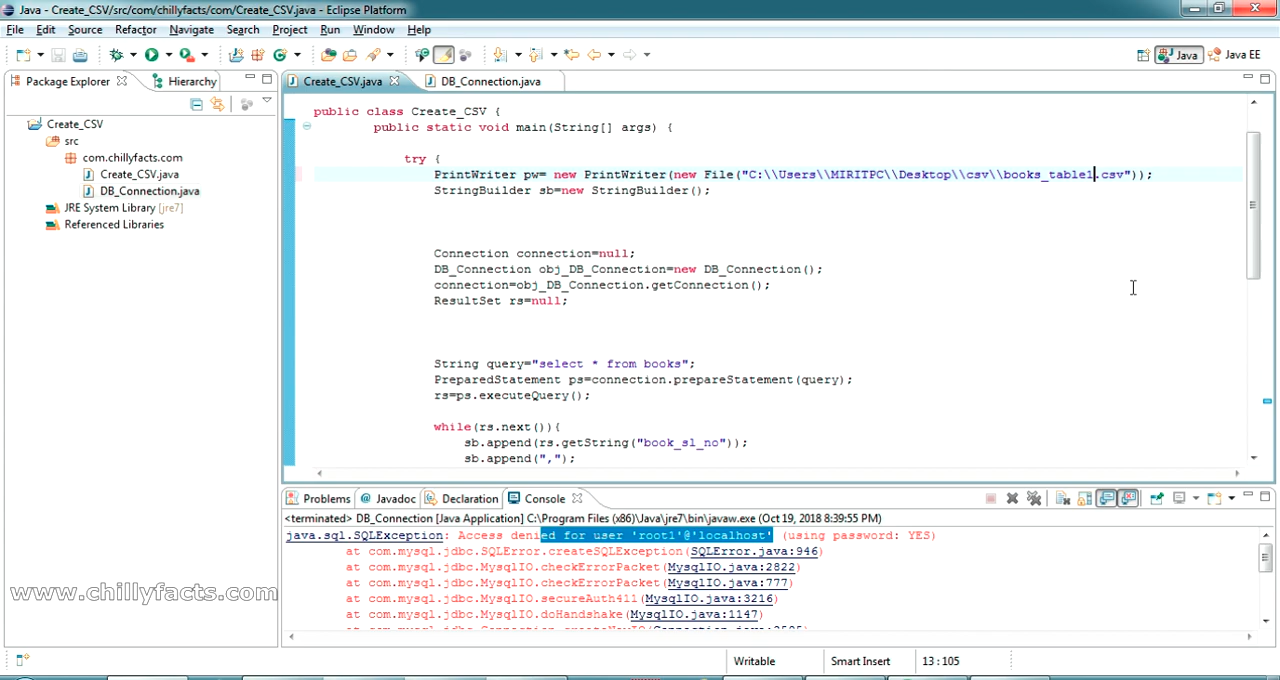 Java - Create_CSV/src/com/chillyfacts/com/Create_CSV.java - Eclipse Platform
File Edit Source Refactor Navigate Search Project Run Window Help
Java Java EE
Package Explorer Hierarchy
Create_CSV.java DB_Connection.java
Create_CSV
src
com.chillyfacts.com
Create_CSV.java
DB_Connection.java
JRE System Library [jre7]
Referenced Libraries
public class Create_CSV {
public static void main(String[] args) {
try {
PrintWriter pw= new PrintWriter(new File("C:\\Users\\MIRITPC\\Desktop\\csv\\books_table1.csv"));
StringBuilder sb=new StringBuilder();
Connection connection=null;
DB_Connection obj_DB_Connection=new DB_Connection();
connection=obj_DB_Connection.getConnection();
ResultSet rs=null;
String query="select * from books";
PreparedStatement ps=connection.prepareStatement(query);
rs=ps.executeQuery();
while(rs.next()){
sb.append(rs.getString("book_sl_no"));
sb.append(",");
Problems @ Javadoc Declaration Console
<terminated> DB_Connection [Java Application] C:\Program Files (x86)\Java\jre7\bin\javaw.exe (Oct 19, 2018 8:39:55 PM)
java.sql.SQLException: Access denied for user 'root1'@'localhost' (using password: YES)
at com.mysql.jdbc.SQLError.createSQLException(SQLError.java:946)
at com.mysql.jdbc.MysqlIO.checkErrorPacket(MysqlIO.java:2822)
at com.mysql.jdbc.MysqlIO.checkErrorPacket(MysqlIO.java:777)
at com.mysql.jdbc.MysqlIO.secureAuth411(MysqlIO.java:3216)
at com.mysql.jdbc.MysqlIO.doHandshake(MysqlIO.java:1147)
www.chillyfacts.com
Writable Smart Insert 13 : 105